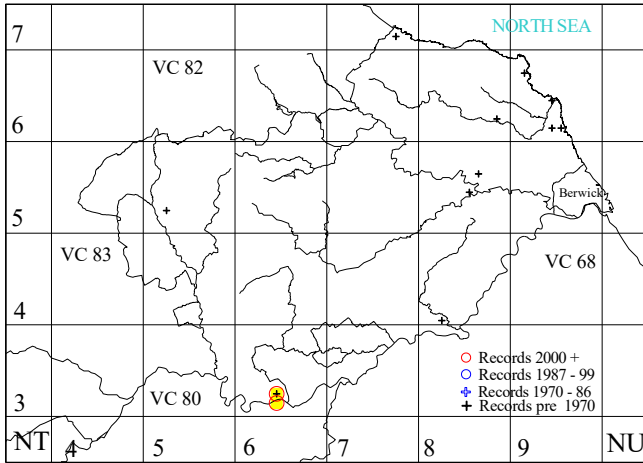 7
NORTH SEA
VC 82
6
Berwick
5
VC 83
VC 68
4
Records 2000 +
Records 1987 - 99
VC 80
Records 1970 - 86
3
Records pre 1970
NT 4 5 6 7 8 9 NU